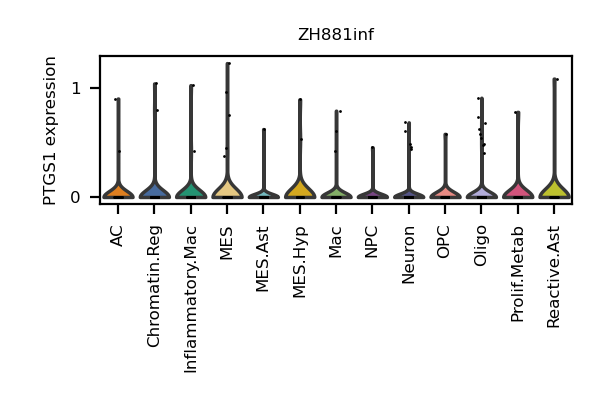 ZH881inf
PTGS1 expression
1
0
AC
Chromatin.Reg
Inflammatory.Mac
MES
MES.Ast
MES.Hyp
Mac
NPC
Neuron
OPC
Oligo
Prolif.Metab
Reactive.Ast